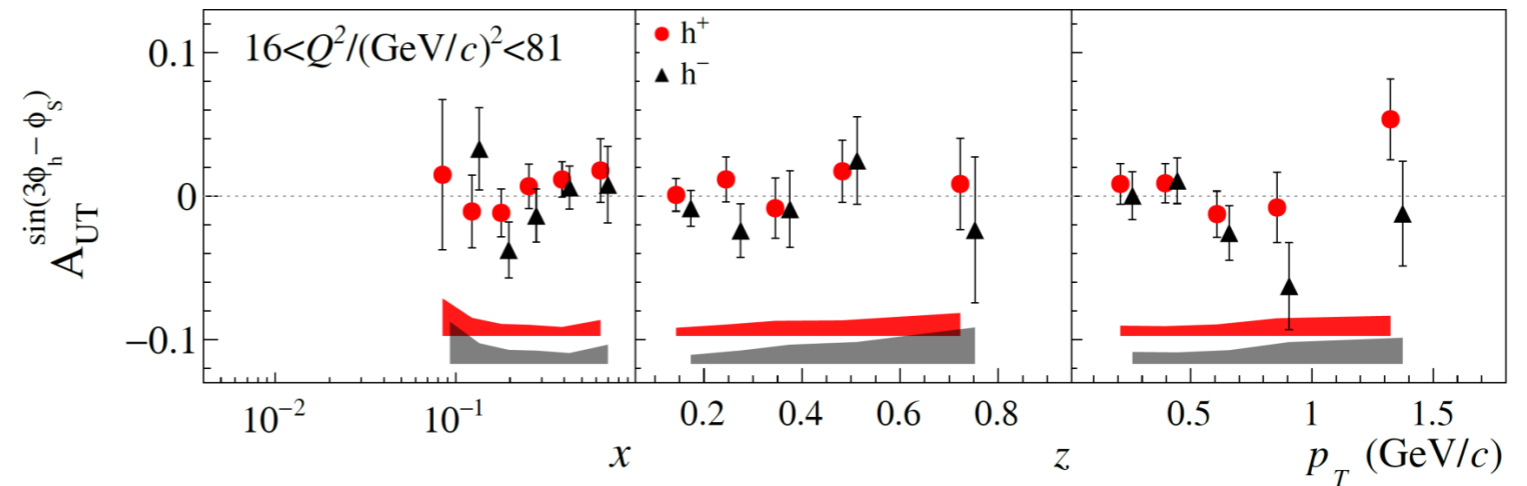 16<Q²/(GeV/c)²<81
h⁺
h⁻
A_UT^sin(3ϕ_h − ϕ_S)
0.1
0
−0.1
10⁻² 10⁻¹ 0.2 0.4 0.6 0.8 0.5 1 1.5
x z p_T (GeV/c)